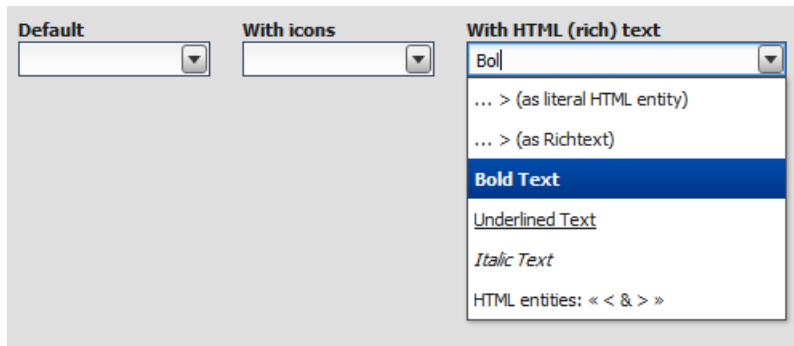 Default
With icons
With HTML (rich) text
Bol
... > (as literal HTML entity)
... > (as Richtext)
Bold Text
Underlined Text
Italic Text
HTML entities: « < & > »